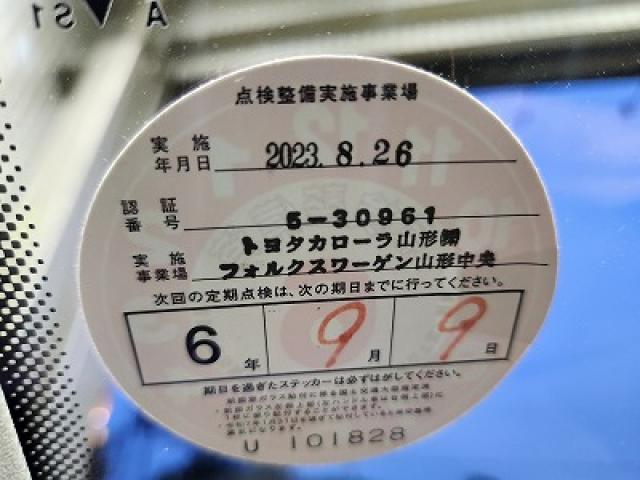 点検整備実施事業場
実施
年月日 2023.8.26
認証
番号 5-30961
トヨタカローラ山形㈱
実施
事業場 フォルクスワーゲン山形中央
次回の定期点検は、次の期日までに行ってください。
6年 9月 9日
期日を過ぎたステッカーは必ずはがしてください。
U 101828